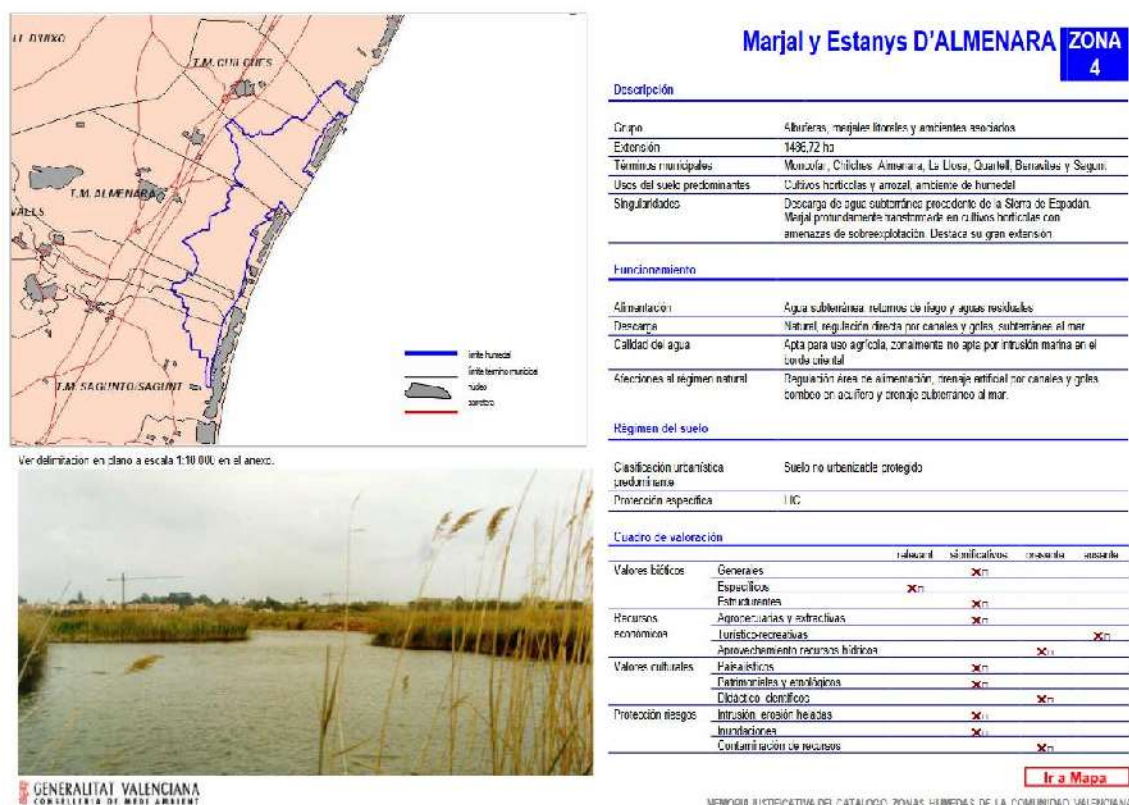 LL D'UIXO
T.M. CHILCHES
T.M. ALMENARA
VALLS
T.M. SAGUNTO/SAGUNT
límite humedal
límite término municipal
núcleo
carretera
Ver delimitación en plano a escala 1:10.000 en el anexo.
GENERALITAT VALENCIANA
CONSELLERIA DE MEDI AMBIENT
Marjal y Estanys D'ALMENARA
ZONA
4
Descripción
Grupo Albuferas, marjales litorales y ambientes asociados
Extensión 1486,72 ha
Términos municipales Moncofar, Chilches, Almenara, La Llosa, Quartell, Benavites y Sagunt
Usos del suelo predominantes Cultivos hortícolas y arrozal, ambiente de humedal
Singularidades Descarga de agua subterránea procedente de la Sierra de Espadán.
Marjal profundamente transformada en cultivos hortícolas con
amenazas de sobreexplotación. Destaca su gran extensión
Funcionamiento
Alimentación Agua subterránea, retornos de riego y aguas residuales
Descarga Natural, regulación directa por canales y golas, subterránea al mar
Calidad del agua Apta para uso agrícola, zonalmente no apta por intrusión marina en el
borde oriental
Afecciones al régimen natural Regulación área de alimentación, drenaje artificial por canales y golas,
bombeo en acuífero y drenaje subterráneo al mar.
Régimen del suelo
Clasificación urbanística Suelo no urbanizable protegido
predominante
Protección específica LIC
Cuadro de valoración
relevant significativos presente ausente
Valores bióticos Generales
Específicos
Estructurentes
Recursos Agropecuarias y extractivas
económicos Turístico-recreativas
Aprovechamiento recursos hídricos
Valores culturales Paisajísticos
Patrimoniales y etnológicos
Didáctico científicos
Protección riesgos Intrusión, erosión heladas
Inundaciones
Contaminación de recursos
Ir a Mapa
MEMORIA JUSTIFICATIVA DEL CATALOGO ZONAS HUMEDAS DE LA COMUNIDAD VALENCIANA